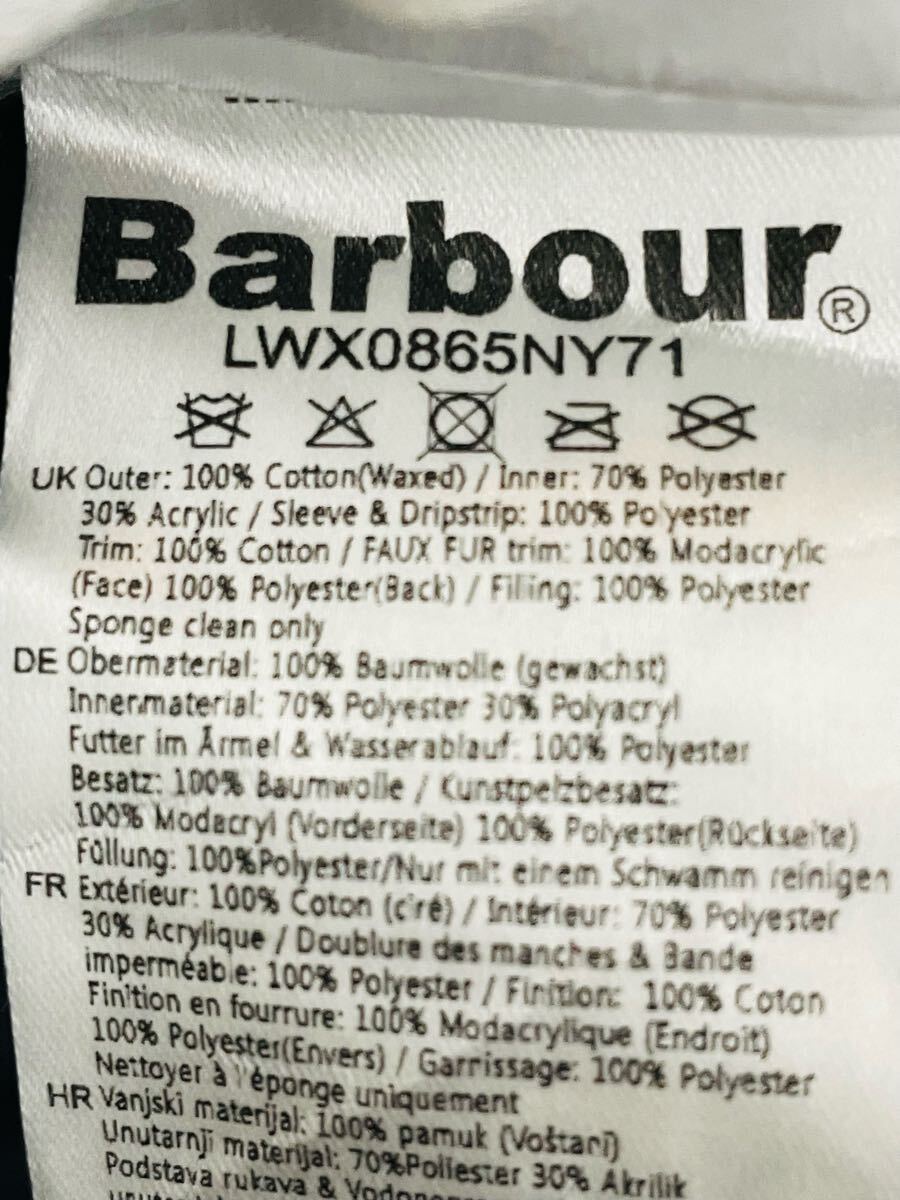 Barbour®
LWX0865NY71
UK Outer: 100% Cotton(Waxed) / Inner: 70% Polyester
30% Acrylic / Sleeve & Dripstrip: 100% Polyester
Trim: 100% Cotton / FAUX FUR trim: 100% Modacrylic
(Face) 100% Polyester(Back) / Filling: 100% Polyester
Sponge clean only
DE Obermaterial: 100% Baumwolle (gewachst)
Innenmaterial: 70% Polyester 30% Polyacryl
Futter im Ärmel & Wasserablauf: 100% Polyester
Besatz: 100% Baumwolle / Kunstpelzbesatz:
100% Modacryl (Vorderseite) 100% Polyester(Rückseite)
Füllung: 100%Polyester/Nur mit einem Schwamm reinigen
FR Extérieur: 100% Coton (ciré) / Intérieur: 70% Polyester
30% Acrylique / Doublure des manches & Bande
imperméable: 100% Polyester / Finition: 100% Coton
Finition en fourrure: 100% Modacrylique (Endroit)
100% Polyester(Envers) / Garrissage: 100% Polyester
Nettoyer à l'éponge uniquement
HR Vanjski materijal: 100% pamuk (Voštani)
Unutarnji materijal: 70%Poliester 30% Akrilik
Podstava rukava &